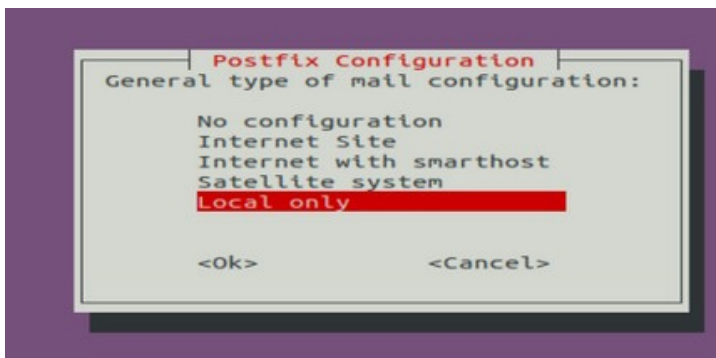 Postfix Configuration
General type of mail configuration:
No configuration
Internet Site
Internet with smarthost
Satellite system
Local only
<Ok> <Cancel>